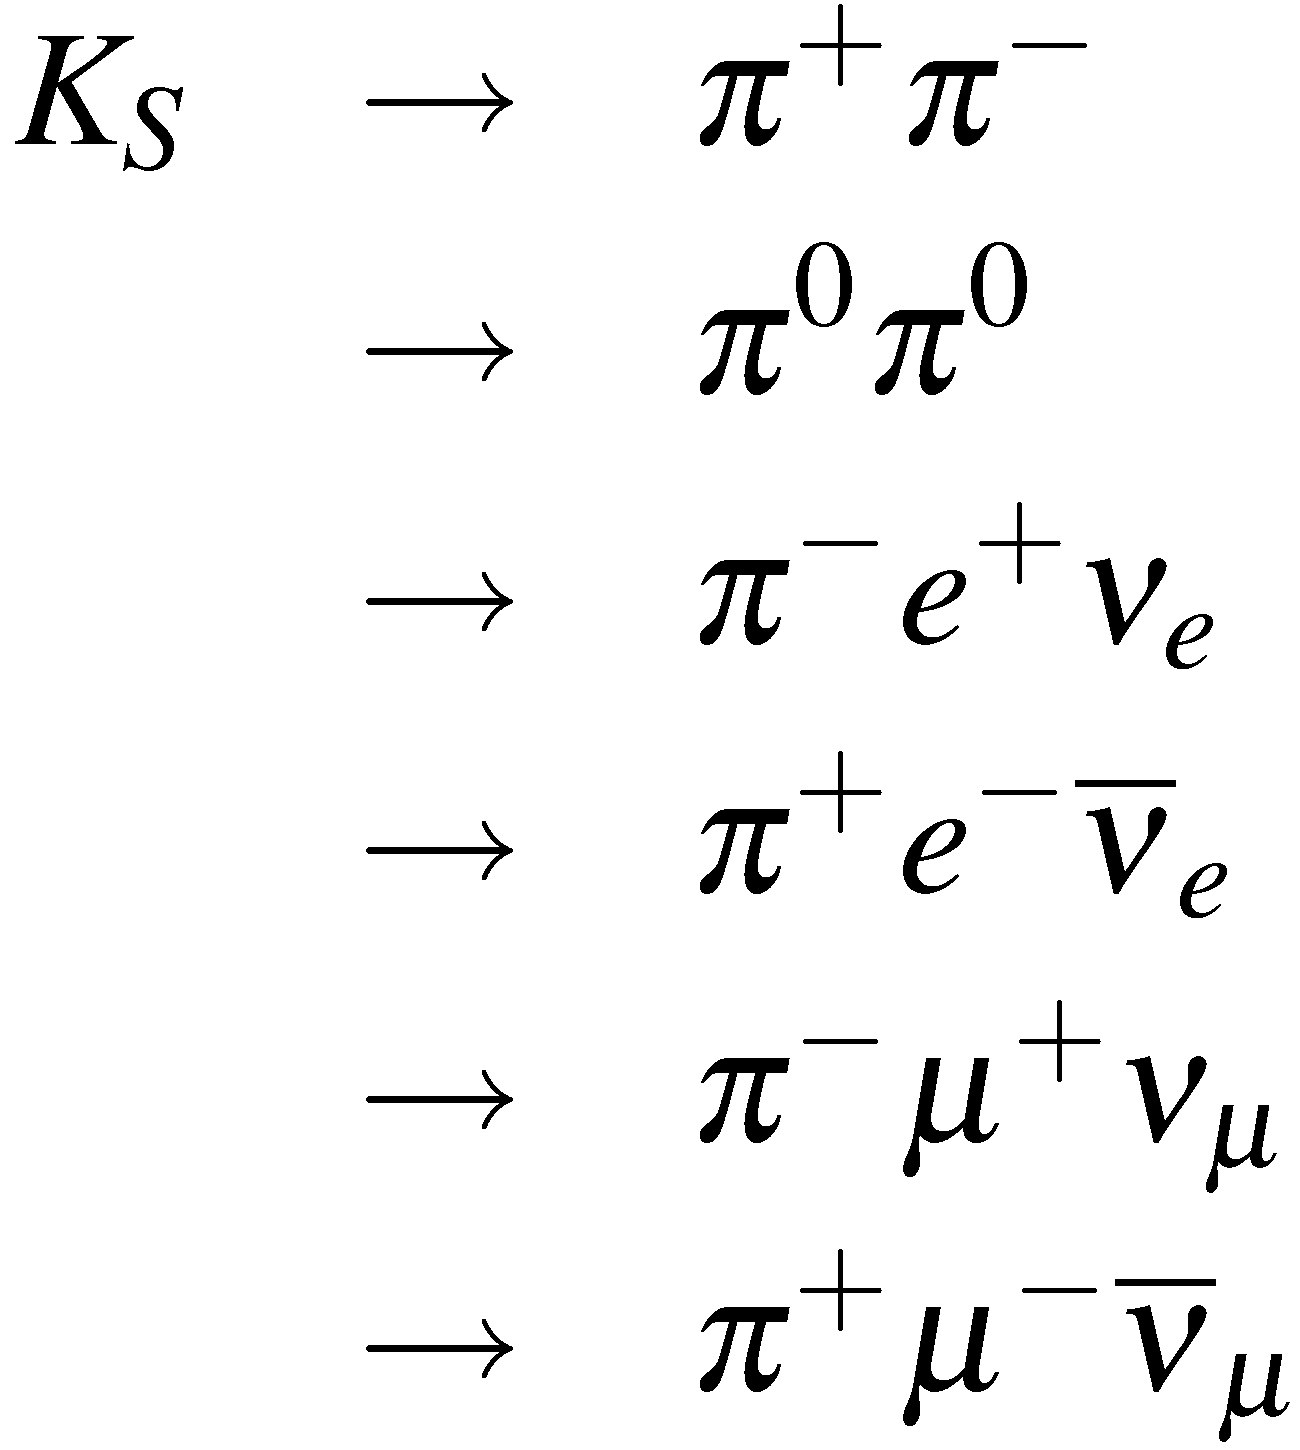 K_S → π⁺π⁻
→ π⁰π⁰
→ π⁻e⁺ν_e
→ π⁺e⁻ν̅_e
→ π⁻μ⁺ν_μ
→ π⁺μ⁻ν̅_μ